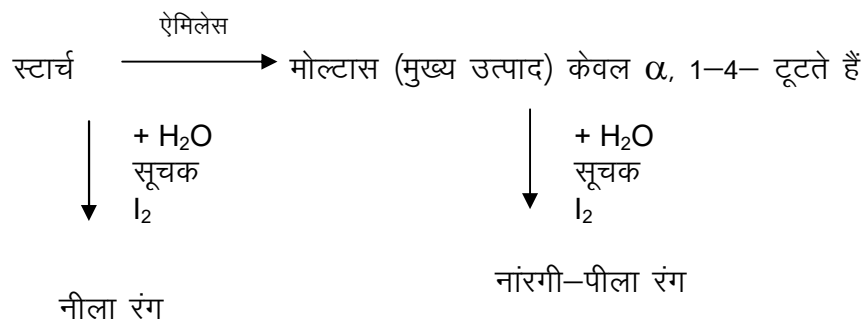 ऐमिलेस
स्टार्च मोल्टास (मुख्य उत्पाद) केवल α, 1–4– टूटते हैं
+ H₂O + H₂O
सूचक सूचक
I₂ I₂
नीला रंग नांरगी–पीला रंग